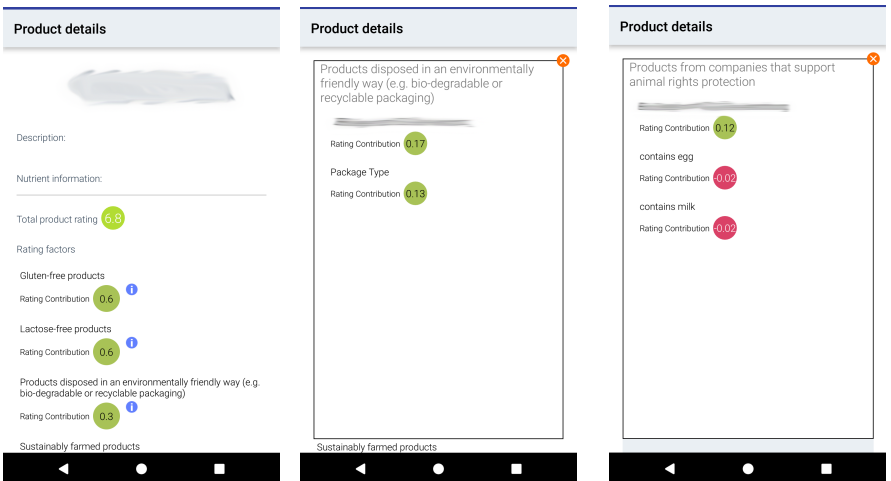 Product details
Description:
Nutrient information:
Total product rating 6.8
Rating factors
Gluten-free products
Rating Contribution 0.6
Lactose-free products
Rating Contribution 0.6
Products disposed in an environmentally friendly way (e.g.
bio-degradable or recyclable packaging)
Rating Contribution 0.3
Sustainably farmed products
Product details
Products disposed in an environmentally
friendly way (e.g. bio-degradable or
recyclable packaging)
Rating Contribution 0.17
Package Type
Rating Contribution 0.13
Sustainably farmed products
Product details
Products from companies that support
animal rights protection
Rating Contribution 0.12
contains egg
Rating Contribution -0.02
contains milk
Rating Contribution -0.02